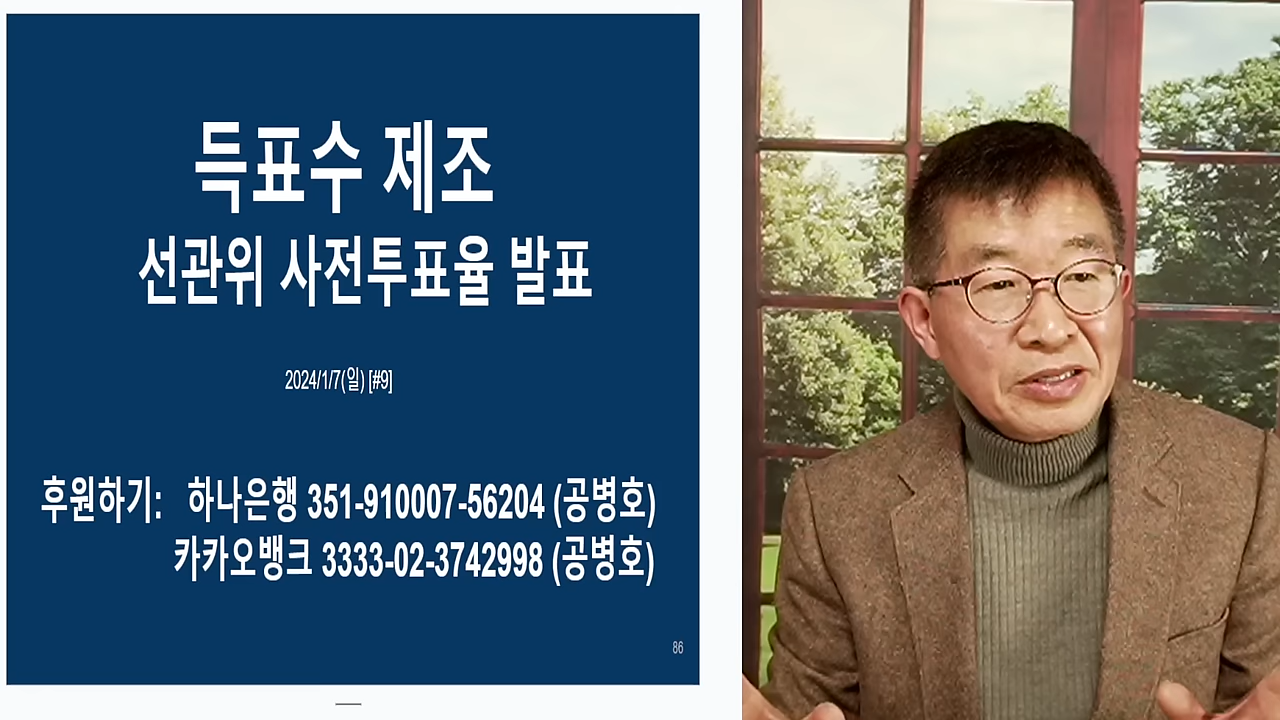 득표수 제조
선관위 사전투표율 발표
2024/1/7(일) [#9]
후원하기: 하나은행 351-910007-56204 (공병호)
카카오뱅크 3333-02-3742998 (공병호)
86